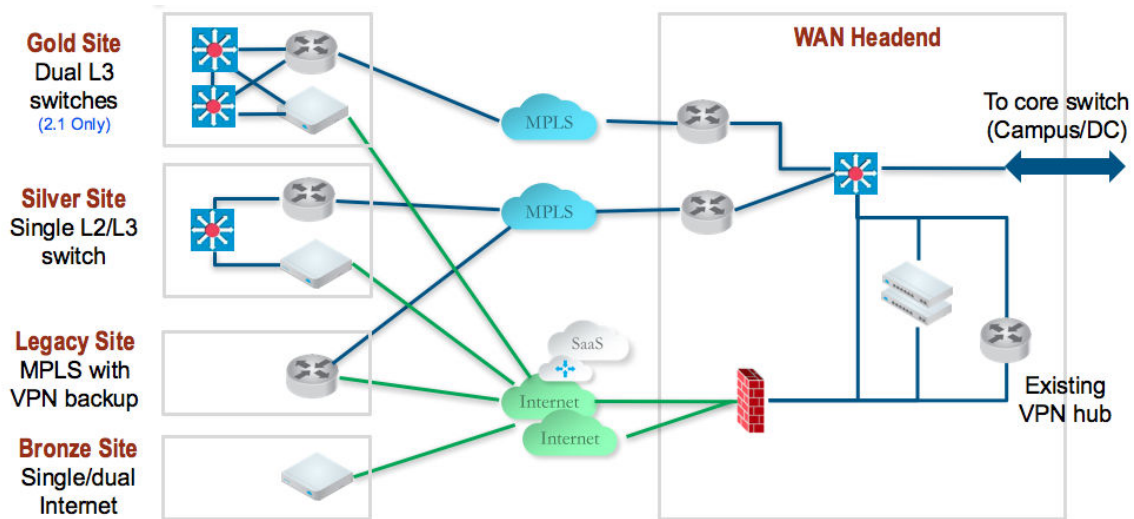 Gold Site
Dual L3
switches
(2.1 Only)
Silver Site
Single L2/L3
switch
Legacy Site
MPLS with
VPN backup
Bronze Site
Single/dual
Internet
MPLS
MPLS
SaaS
Internet
Internet
WAN Headend
To core switch
(Campus/DC)
Existing
VPN hub